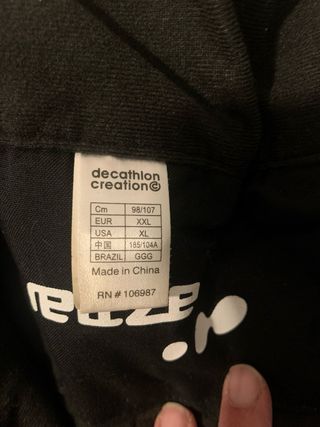 decathlon
creation©
Cm 98/107
EUR XXL
USA XL
中国 185/104A
BRAZIL GGG
Made in China
RN # 106987